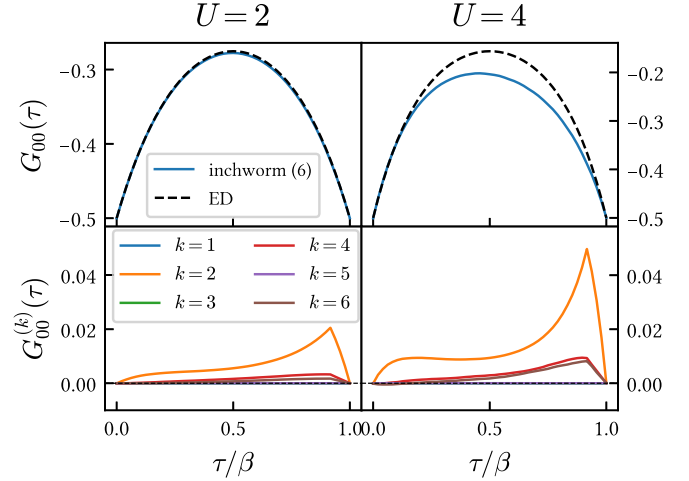 U = 2
U = 4
G₀₀(τ)
−0.3
−0.4
−0.5
inchworm (6)
ED
−0.2
−0.3
−0.4
−0.5
G₀₀⁽ᵏ⁾(τ)
0.04
0.02
0.00
k = 1
k = 2
k = 3
k = 4
k = 5
k = 6
0.04
0.02
0.00
0.0
0.5
1.0
0.0
0.5
1.0
τ/β
τ/β